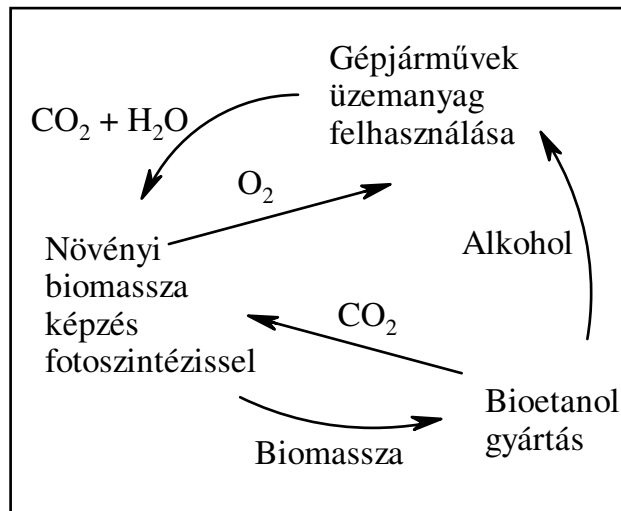 Gépjárművek
üzemanyag
felhasználása
CO₂ + H₂O
O₂
Növényi
biomassza
képzés
fotoszintézissel
Alkohol
CO₂
Bioetanol
gyártás
Biomassza